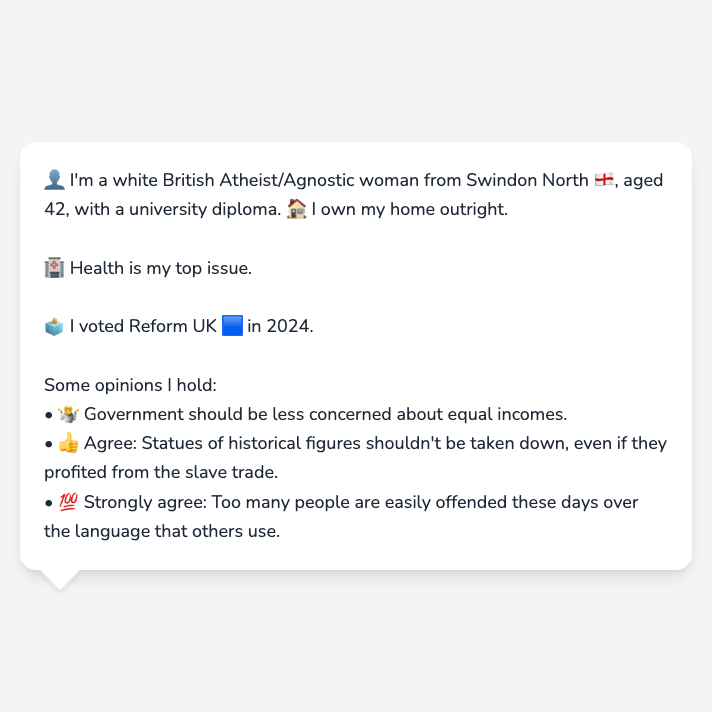 👤 I'm a white British Atheist/Agnostic woman from Swindon North 🏴󠁧󠁢󠁥󠁮󠁧󠁿, aged
42, with a university diploma. 🏠 I own my home outright.
🏥 Health is my top issue.
🗳️ I voted Reform UK 🟦 in 2024.
Some opinions I hold:
• 🤷 Government should be less concerned about equal incomes.
• 👍 Agree: Statues of historical figures shouldn't be taken down, even if they
profited from the slave trade.
• 💯 Strongly agree: Too many people are easily offended these days over
the language that others use.